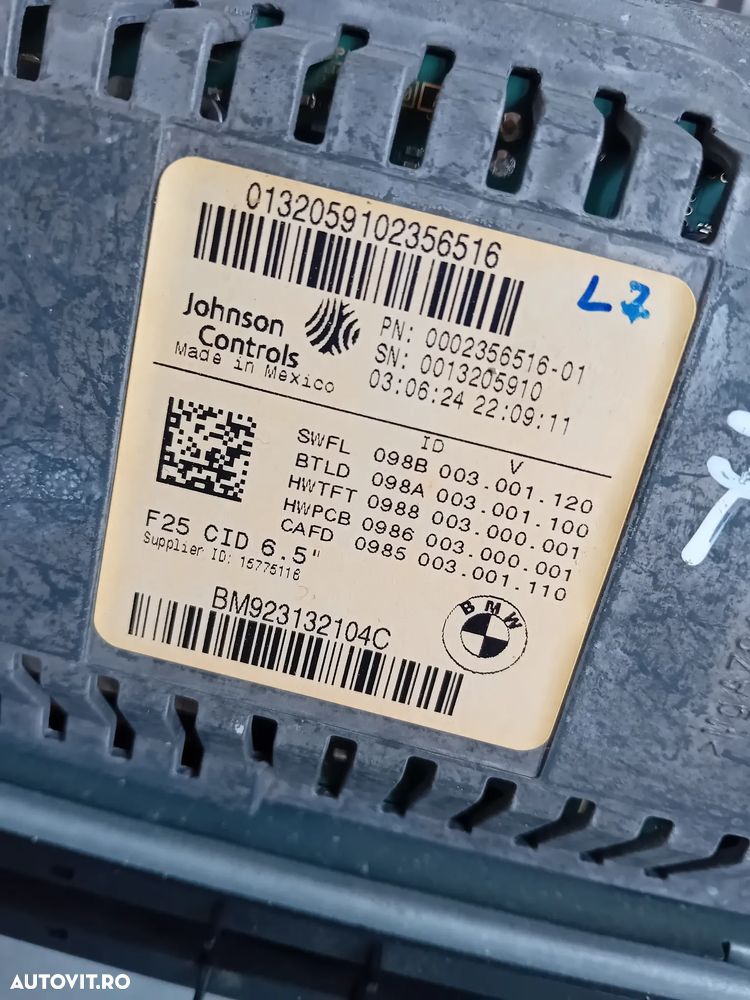 0132059102356516
L2
Johnson
Controls
Made in Mexico
PN: 0002356516-01
SN: 0013205910
03:06:24 22:09:11
ID V
SWFL 098B 003.001.120
BTLD 098A 003.001.100
HWTFT 0988 003.000.001
HWPCB 0986 003.000.001
CAFD 0985 003.001.110
F25 CID 6.5"
Supplier ID: 15775116
BM923132104C
BMW
AUTOVIT.RO